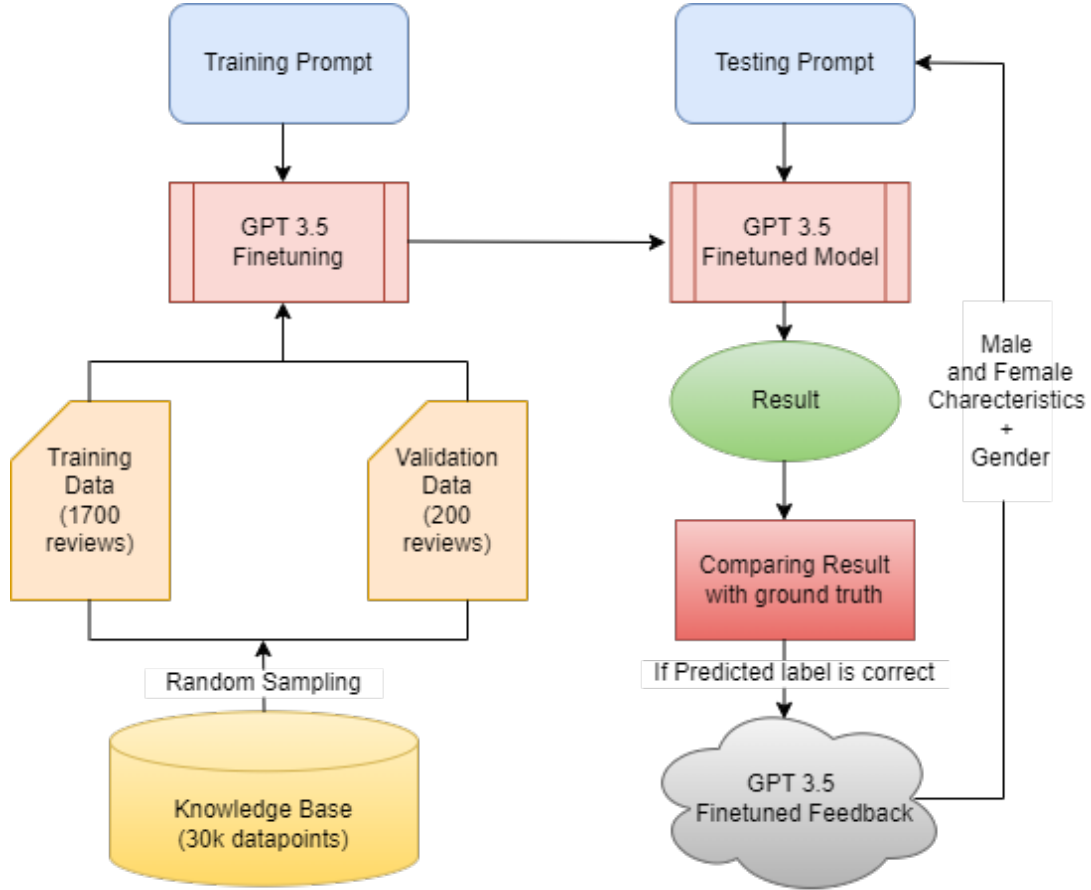 Training Prompt
Testing Prompt
GPT 3.5
Finetuning
GPT 3.5
Finetuned Model
Male
and Female
Charecteristics
+
Gender
Result
Training
Data
(1700
reviews)
Validation
Data
(200
reviews)
Comparing Result
with ground truth
Random Sampling
If Predicted label is correct
Knowledge Base
(30k datapoints)
GPT 3.5
Finetuned Feedback